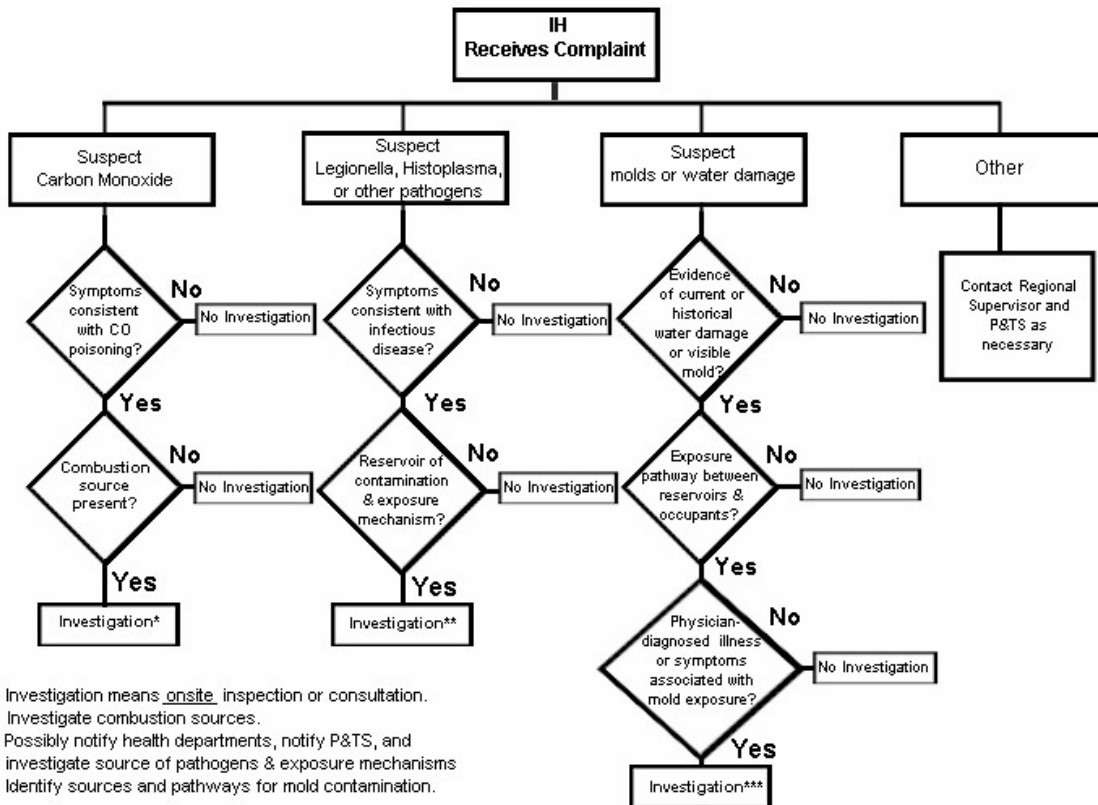 IH
Receives Complaint
Suspect
Carbon Monoxide
Suspect
Legionella, Histoplasma,
or other pathogens
Suspect
molds or water damage
Other
Symptoms
consistent
with CO
poisoning?
No
No Investigation
Yes
Combustion
source
present?
No
No Investigation
Yes
Investigation*
Symptoms
consistent with
infectious
disease?
No
No Investigation
Yes
Reservoir of
contamination
& exposure
mechanism?
No
No Investigation
Yes
Investigation**
Evidence
of current or
historical
water damage
or visible
mold?
No
No Investigation
Yes
Exposure
pathway between
reservoirs &
occupants?
No
No Investigation
Yes
Physician-
diagnosed illness
or symptoms
associated with
mold exposure?
No
No Investigation
Yes
Investigation***
Contact Regional
Supervisor and
P&TS as
necessary
Investigation means onsite inspection or consultation.
Investigate combustion sources.
Possibly notify health departments, notify P&TS, and
investigate source of pathogens & exposure mechanisms
Identify sources and pathways for mold contamination.